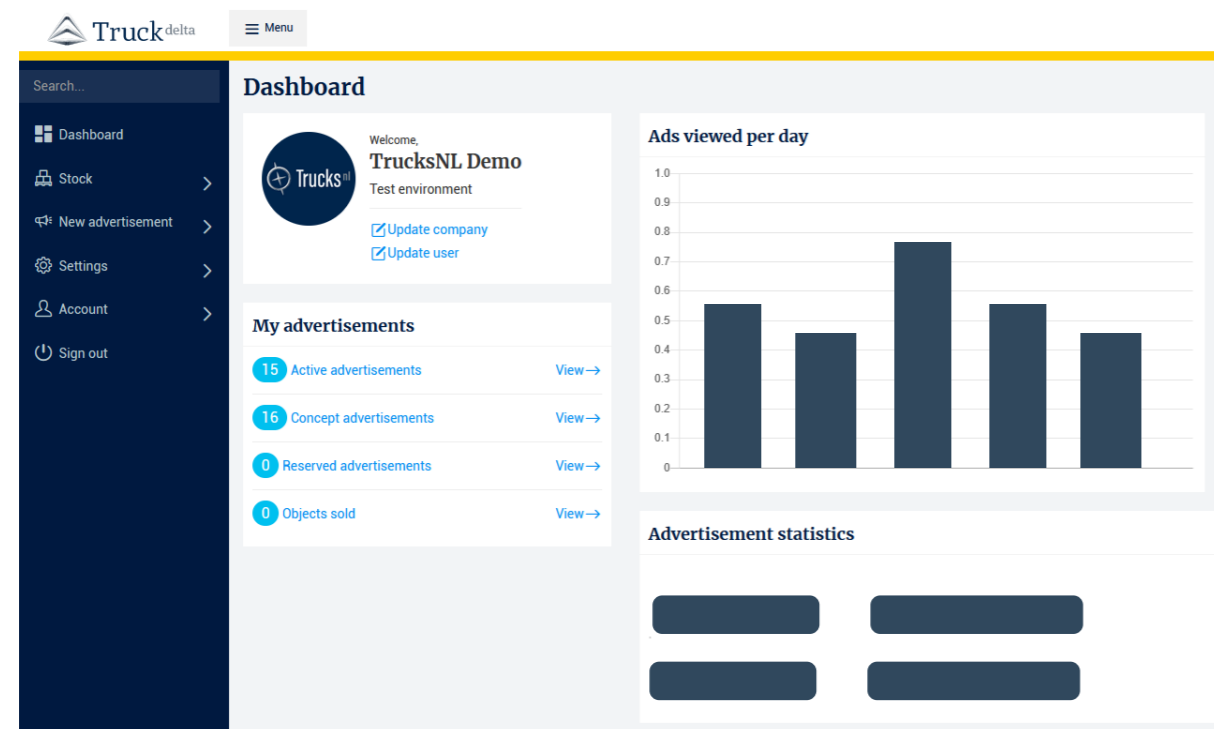 Truck delta
Menu
Search...
Dashboard
Stock
New advertisement
Settings
Account
Sign out
Dashboard
Trucks nl
Welcome,
TrucksNL Demo
Test environment
Update company
Update user
My advertisements
15 Active advertisements View→
16 Concept advertisements View→
0 Reserved advertisements View→
0 Objects sold View→
Ads viewed per day
1.0
0.9
0.8
0.7
0.6
0.5
0.4
0.3
0.2
0.1
0
Advertisement statistics